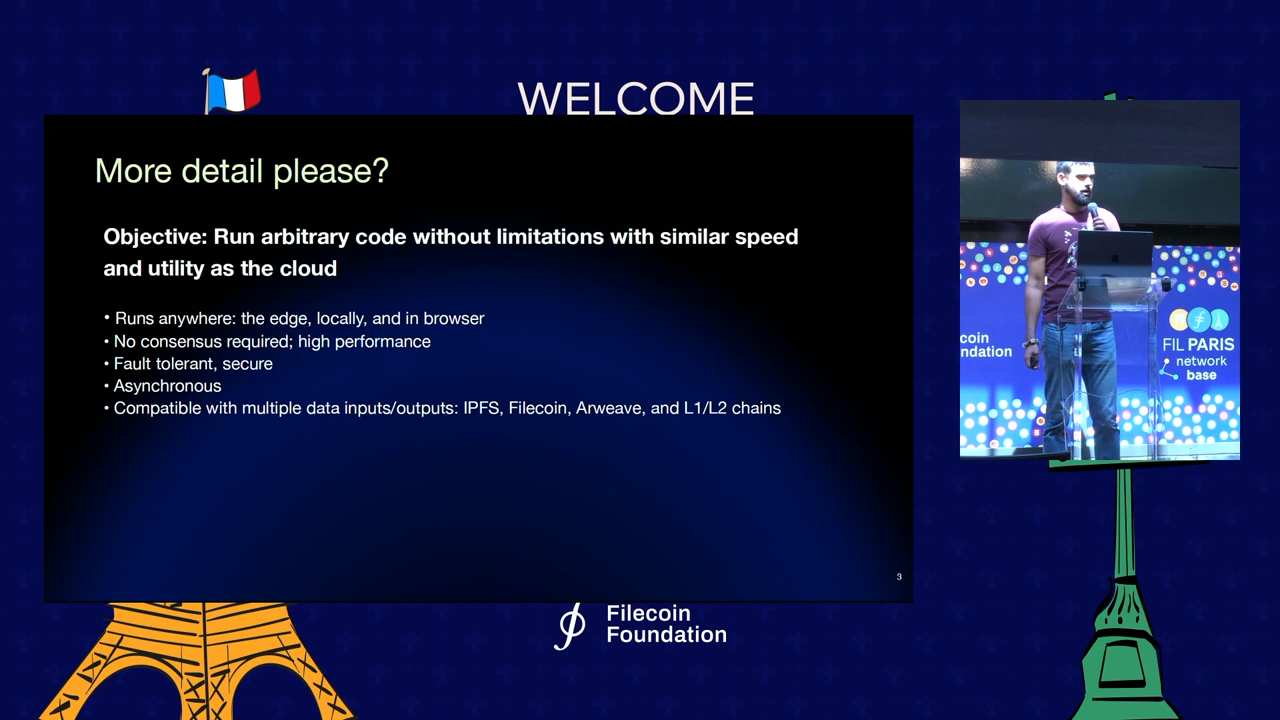 WELCOME
More detail please?
Objective: Run arbitrary code without limitations with similar speed
and utility as the cloud
• Runs anywhere: the edge, locally, and in browser
• No consensus required; high performance
• Fault tolerant, secure
• Asynchronous
• Compatible with multiple data inputs/outputs: IPFS, Filecoin, Arweave, and L1/L2 chains
3
Filecoin
Foundation
coin
ndation
FIL PARIS
network
base